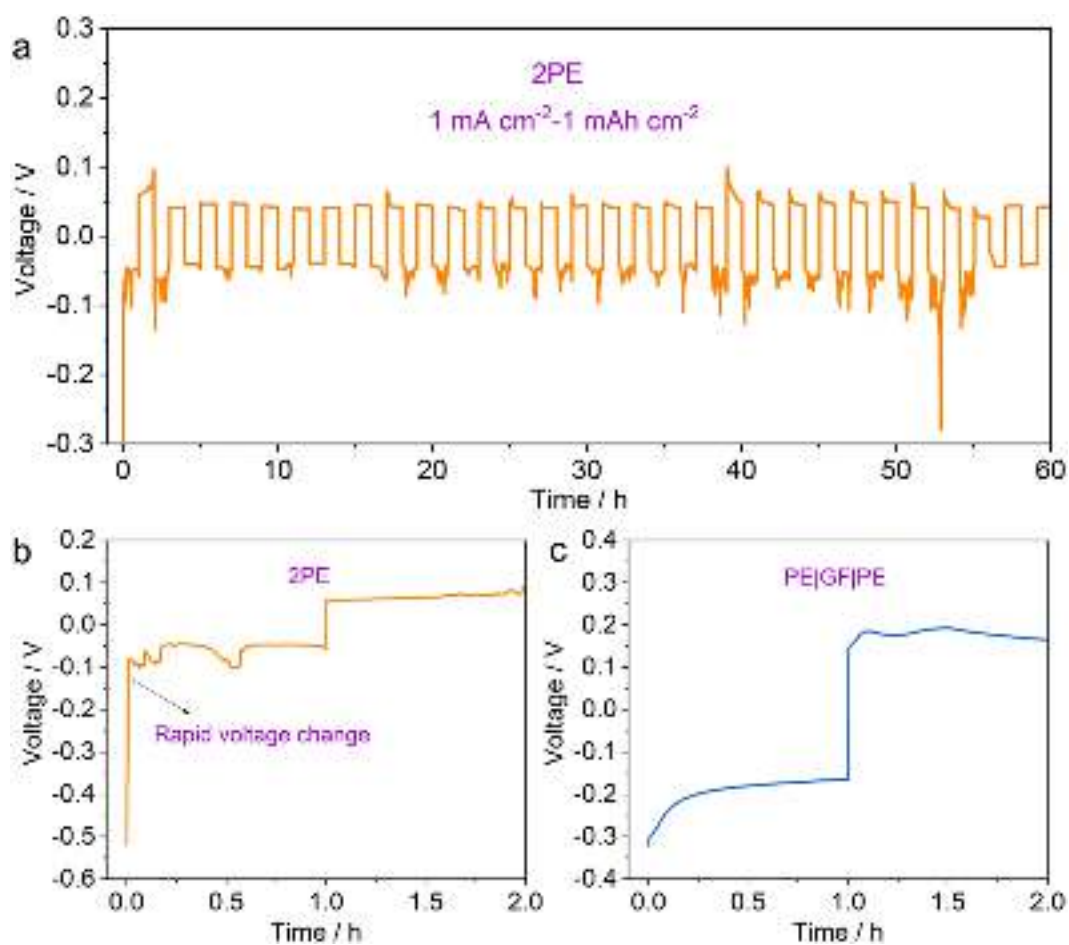 a
2PE
1 mA cm⁻²-1 mAh cm⁻²
Voltage / V
0.3
0.2
0.1
0.0
-0.1
-0.2
-0.3
0 10 20 30 40 50 60
Time / h
b
2PE
Rapid voltage change
Voltage / V
0.2
0.1
0.0
-0.1
-0.2
-0.3
-0.4
-0.5
-0.6
0.0 0.5 1.0 1.5 2.0
Time / h
c
PE|GF|PE
Voltage / V
0.4
0.3
0.2
0.1
0.0
-0.1
-0.2
-0.3
-0.4
0.0 0.5 1.0 1.5 2.0
Time / h